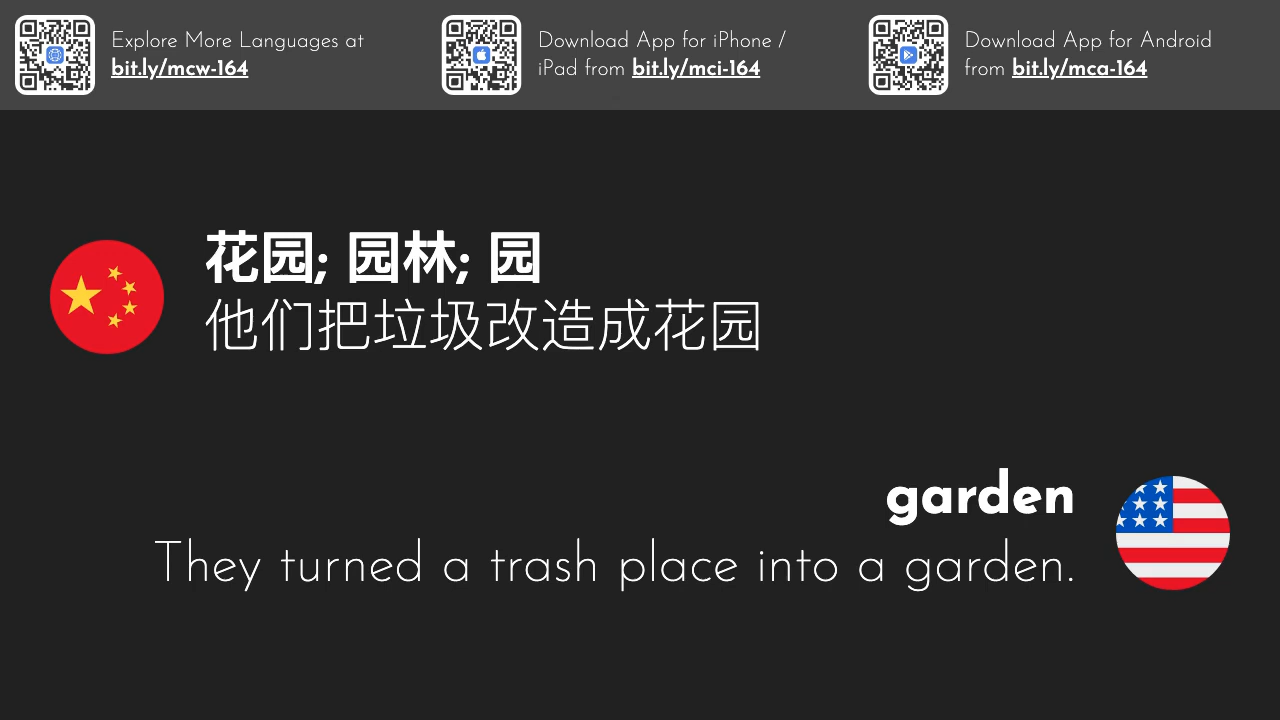 Explore More Languages at
bit.ly/mcw-164
Download App for iPhone /
iPad from bit.ly/mci-164
Download App for Android
from bit.ly/mca-164
花园; 园林; 园
他们把垃圾改造成花园
garden
They turned a trash place into a garden.